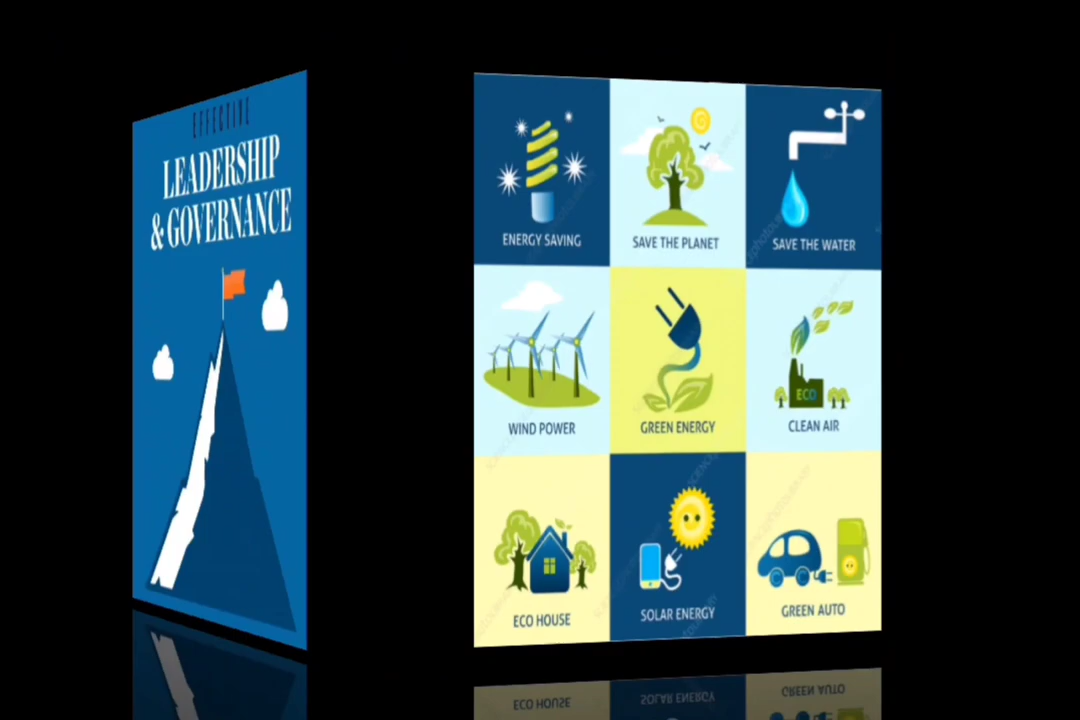 EFFECTIVE
LEADERSHIP
& GOVERNANCE
ENERGY SAVING
SAVE THE PLANET
SAVE THE WATER
WIND POWER
GREEN ENERGY
ECO
CLEAN AIR
ECO HOUSE
SOLAR ENERGY
GREEN AUTO